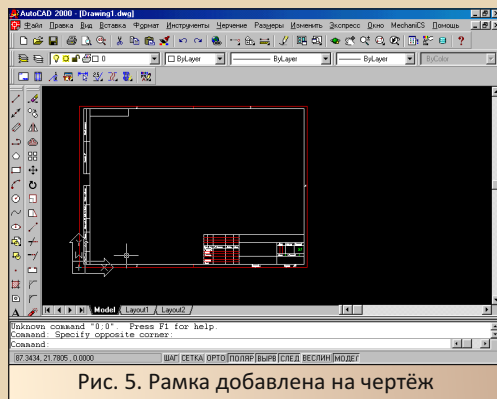 AutoCAD 2000 - [Drawing1.dwg]
Файл Правка Вид Вставка Формат Инструменты Черчение Размеры Изменить Экспресс Окно MechaniCS Помощь
0 ByLayer ByLayer ByLayer ByColor
Y
X
Model Layout1 Layout2
Unknown command "0;0". Press F1 for help.
Command: Specify opposite corner:
Command:
87.3434, 21.7805, 0.0000 ШАГ СЕТКА ОРТО ПОЛЯР ВЫРВ СЛЕД ВЕСЛИН МОДЕГ
Рис. 5. Рамка добавлена на чертёж